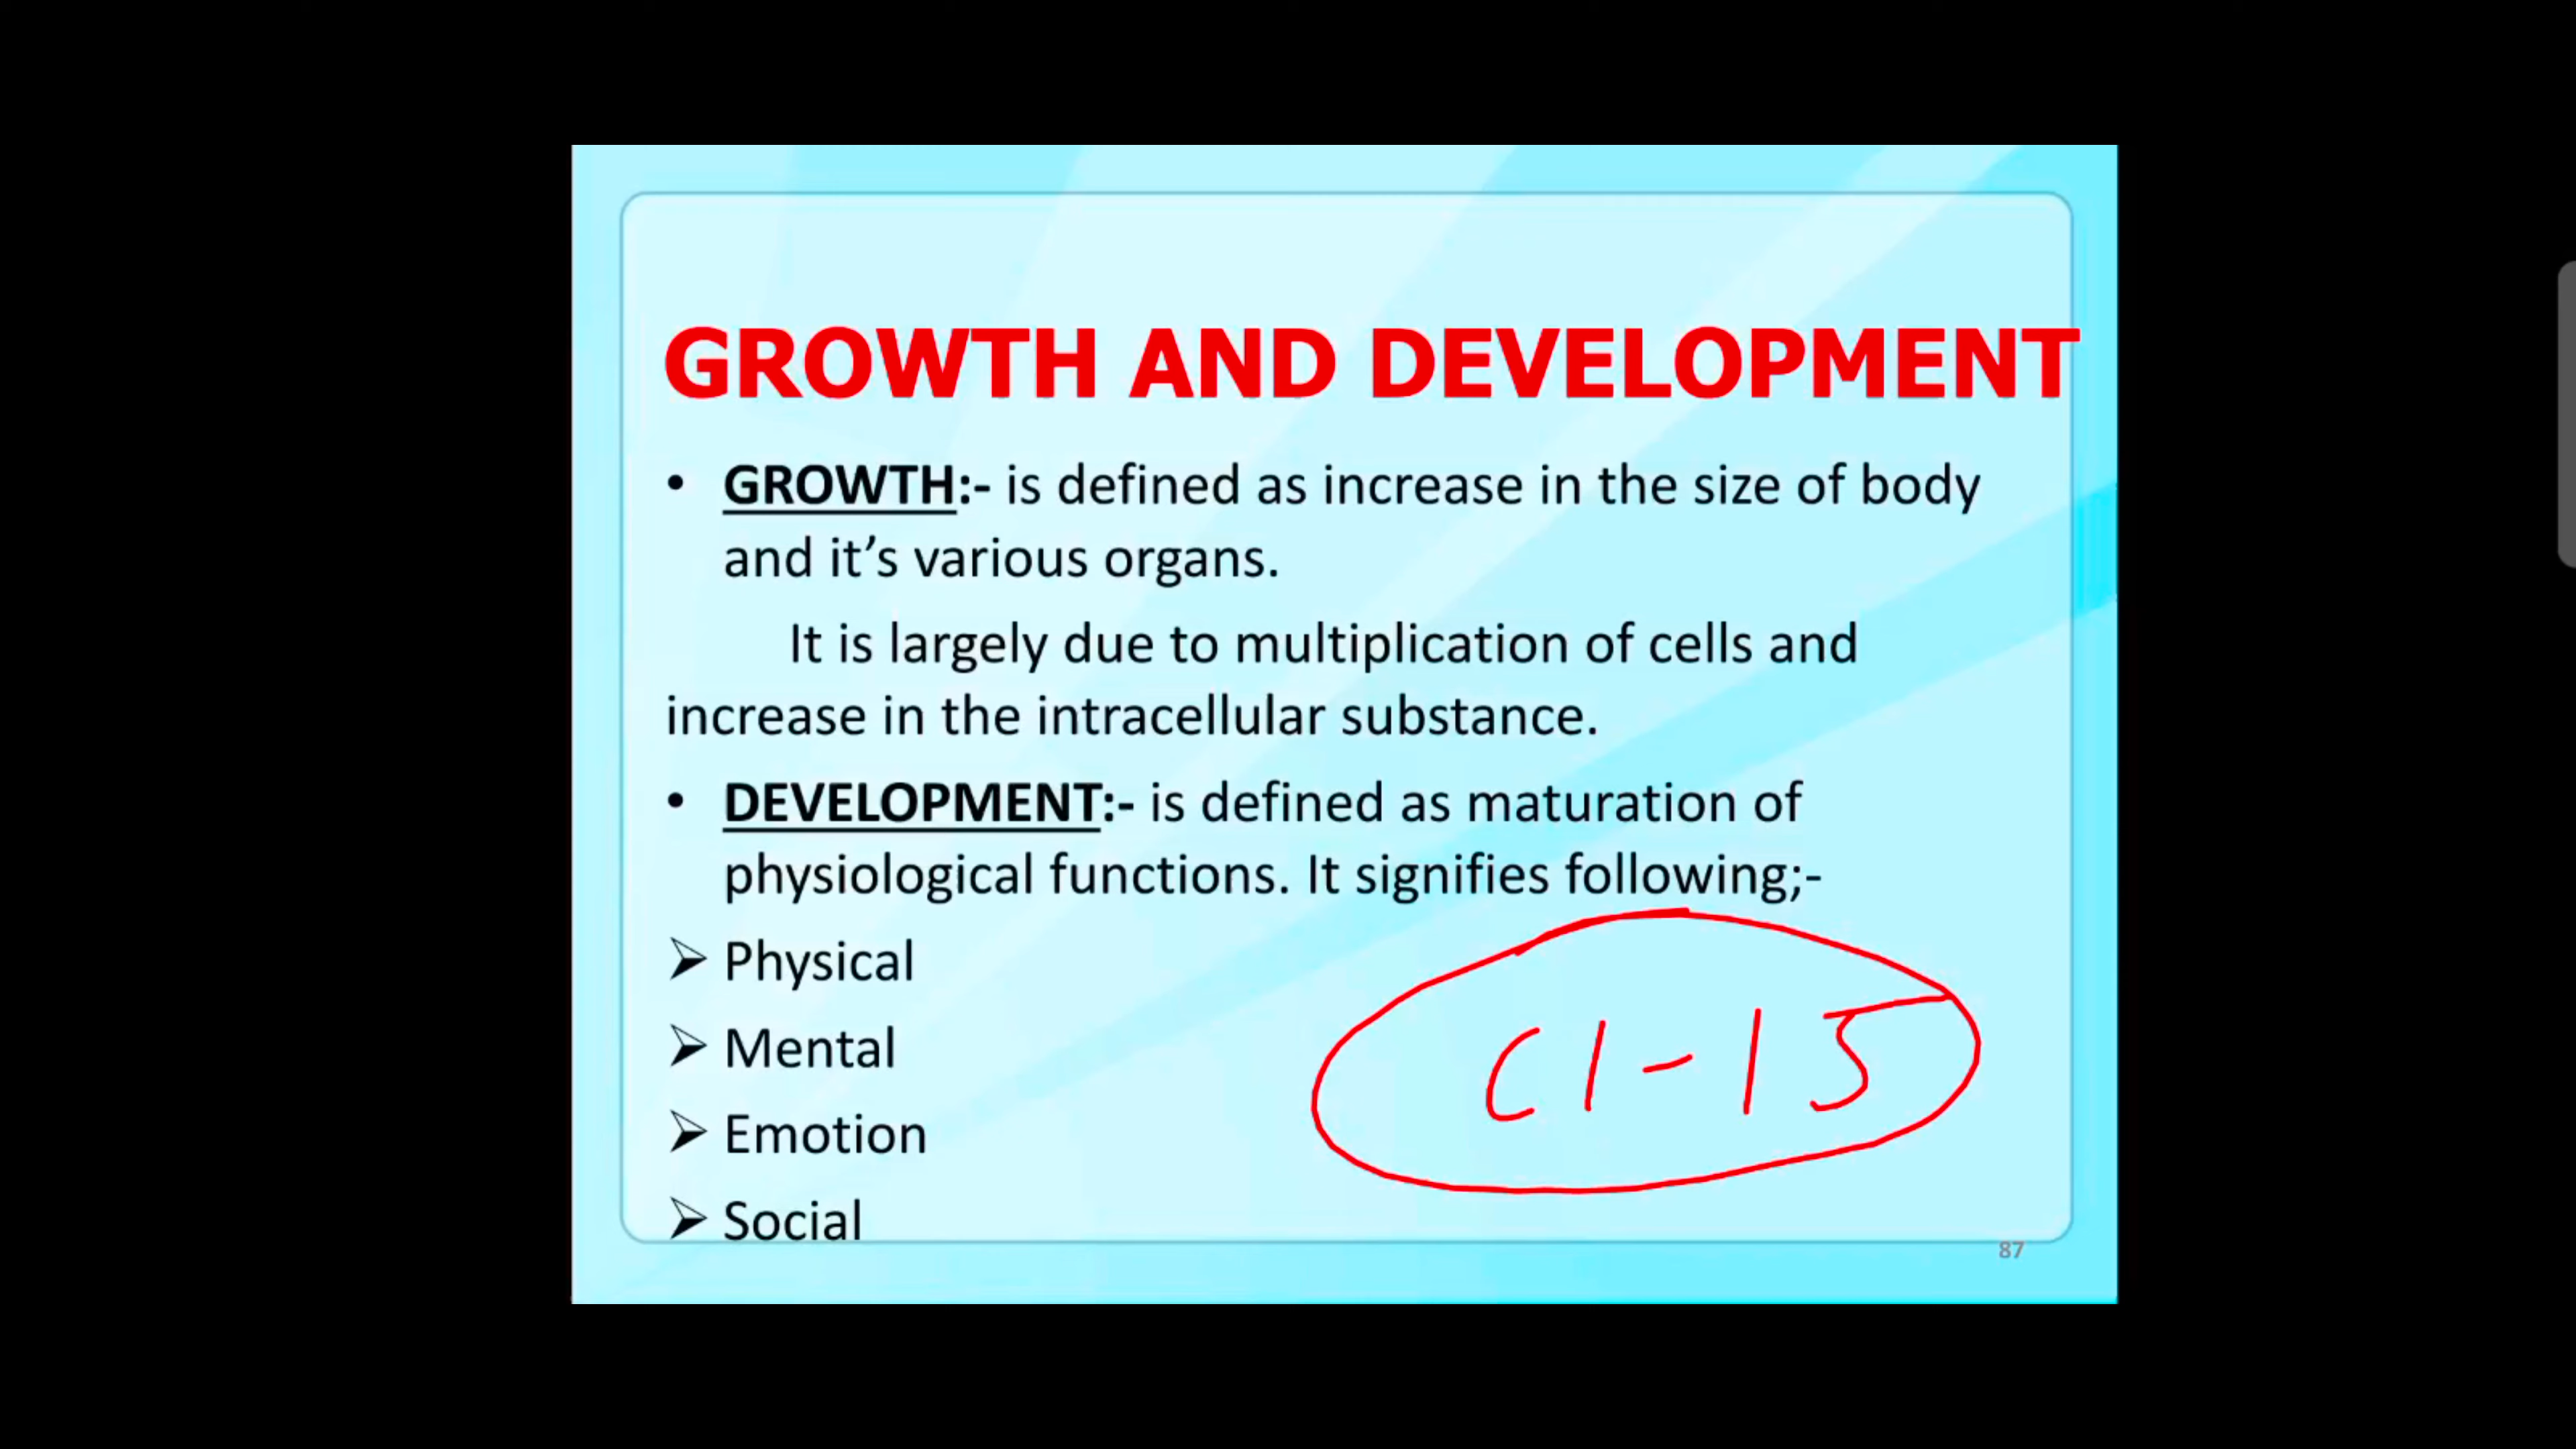 GROWTH AND DEVELOPMENT
• GROWTH:- is defined as increase in the size of body
and it’s various organs.
It is largely due to multiplication of cells and
increase in the intracellular substance.
• DEVELOPMENT:- is defined as maturation of
physiological functions. It signifies following;-
➢ Physical
➢ Mental
➢ Emotion
➢ Social
C1-15
87